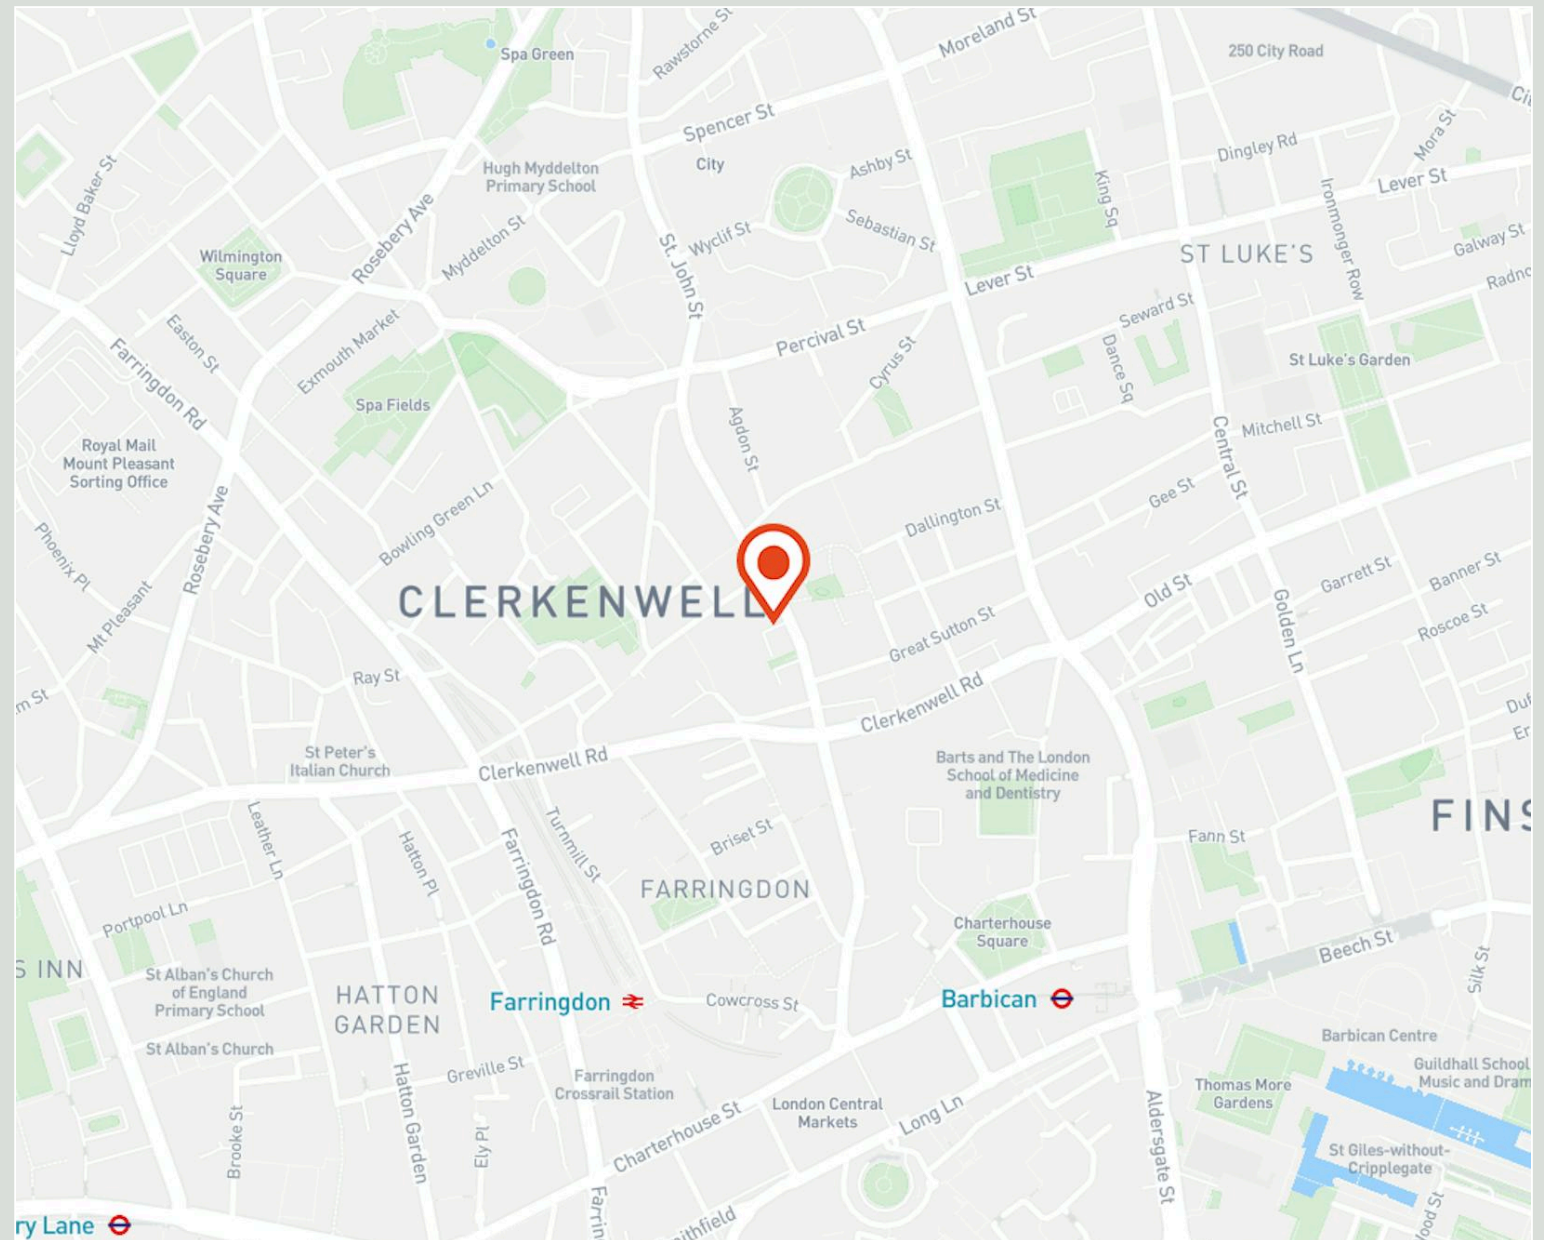 Spa Green
Rawstorne St
Moreland St
250 City Road
Spencer St
City
Ashby St
Dingley Rd
Mora St
Lever St
Hugh Myddelton
Primary School
Lloyd Baker St
King Sq
Ironmonger Row
Rosebery Ave
Myddelton St
Wyclif St
Sebastian St
Galway St
Wilmington
Square
St. John St
ST LUKE'S
Lever St
Seward St
Easton St
Exmouth Market
Percival St
Farringdon Rd
Cyrus St
Dance Sq
St Luke's Garden
Spa Fields
Agdon St
Central St
Mitchell St
Royal Mail
Mount Pleasant
Sorting Office
Rosebery Ave
Bowling Green Ln
Gee St
Dallington St
Phoenix Pl
Mt Pleasant
CLERKENWELL
Old St
Garrett St
Banner St
Golden Ln
Roscoe St
Great Sutton St
Ray St
Clerkenwell Rd
St Peter's
Italian Church
Clerkenwell Rd
Barts and The London
School of Medicine
and Dentistry
Leather Ln
Hatton Pl
Turnmill St
Briset St
Fann St
FINS
Farringdon Rd
FARRINGDON
Portpool Ln
Charterhouse
Square
Beech St
Silk St
S INN
St Alban's Church
of England
Primary School
HATTON
GARDEN
Farringdon
Cowcross St
Barbican
Barbican Centre
St Alban's Church
Greville St
Farringdon
Crossrail Station
Guildhall School
Music and Dram
Thomas More
Gardens
Hatton Garden
London Central
Markets
Long Ln
Aldersgate St
Brooke St
Ely Pl
Charterhouse St
St Giles-without-
Cripplegate
ry Lane
Farrin
ithfield
ood St